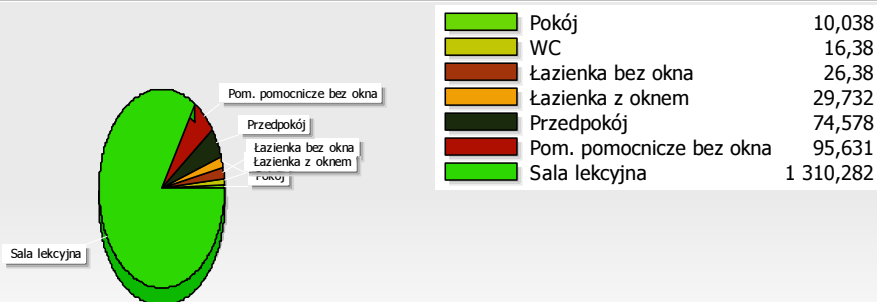 Pokój 10,038
WC 16,38
Łazienka bez okna 26,38
Łazienka z oknem 29,732
Przedpokój 74,578
Pom. pomocnicze bez okna 95,631
Sala lekcyjna 1 310,282
Pom. pomocnicze bez okna
Przedpokój
Łazienka bez okna
Łazienka z oknem
Pokój
Sala lekcyjna